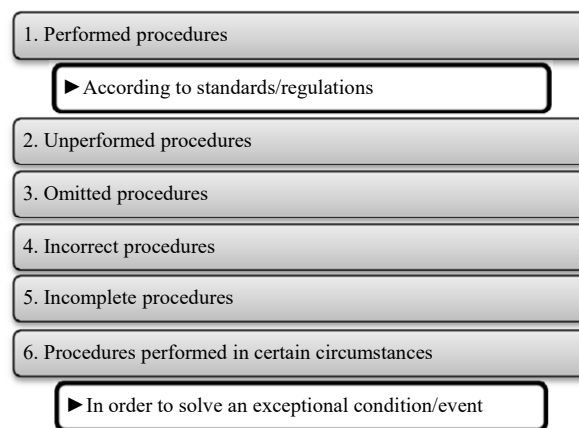 1. Performed procedures
►According to standards/regulations
2. Unperformed procedures
3. Omitted procedures
4. Incorrect procedures
5. Incomplete procedures
6. Procedures performed in certain circumstances
►In order to solve an exceptional condition/event